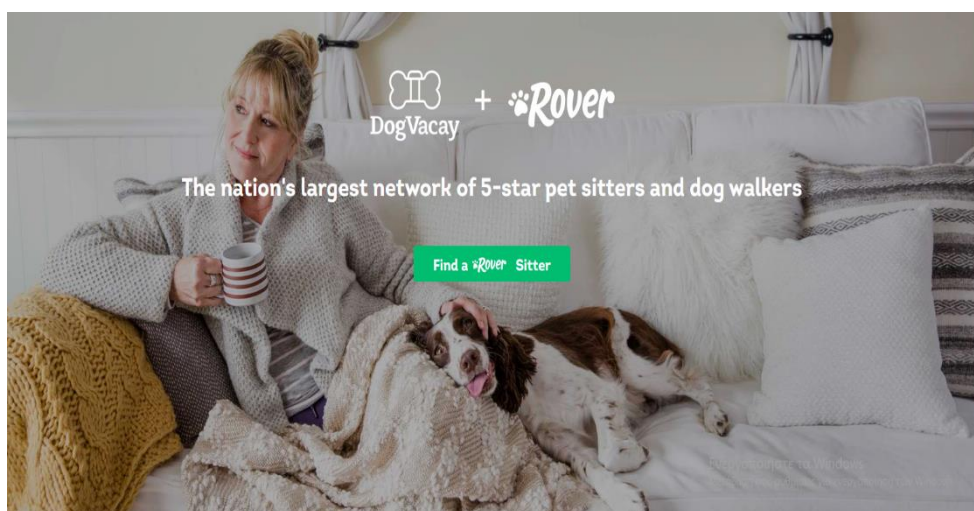 DogVacay + Rover
The nation's largest network of 5-star pet sitters and dog walkers
Find a Rover Sitter